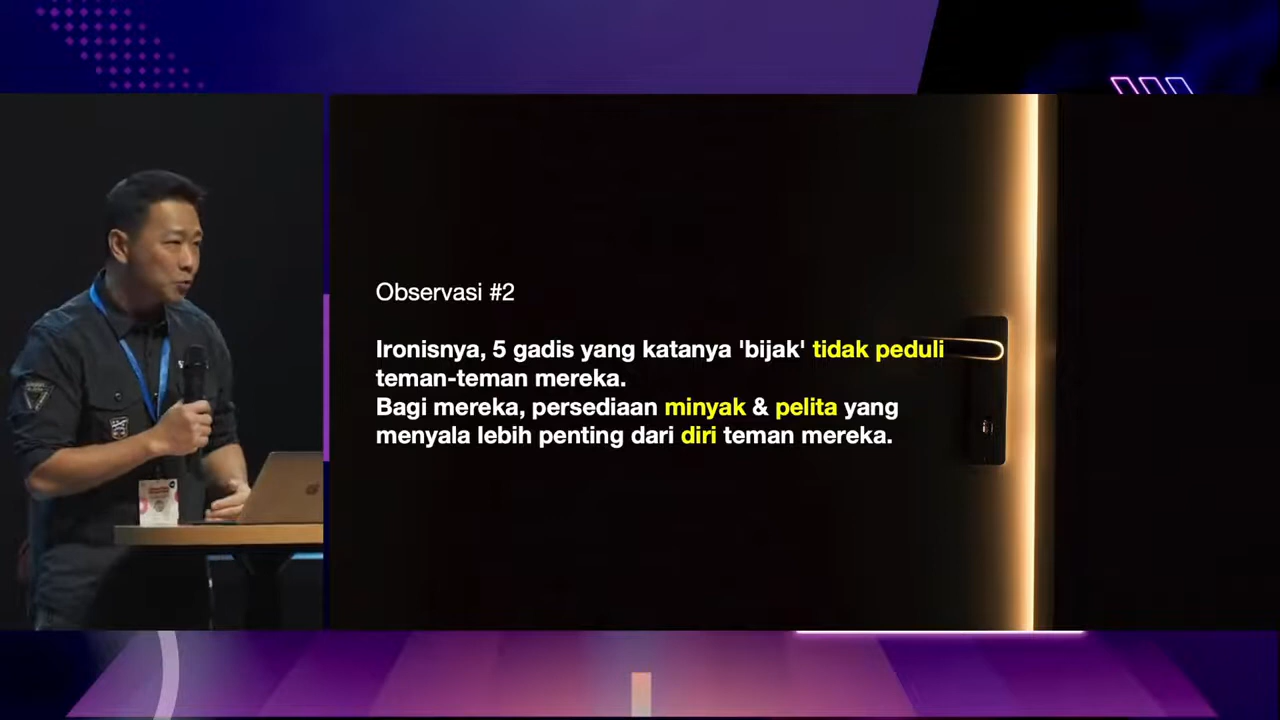 Observasi #2
Ironisnya, 5 gadis yang katanya 'bijak' tidak peduli
teman-teman mereka.
Bagi mereka, persediaan minyak & pelita yang
menyala lebih penting dari diri teman mereka.